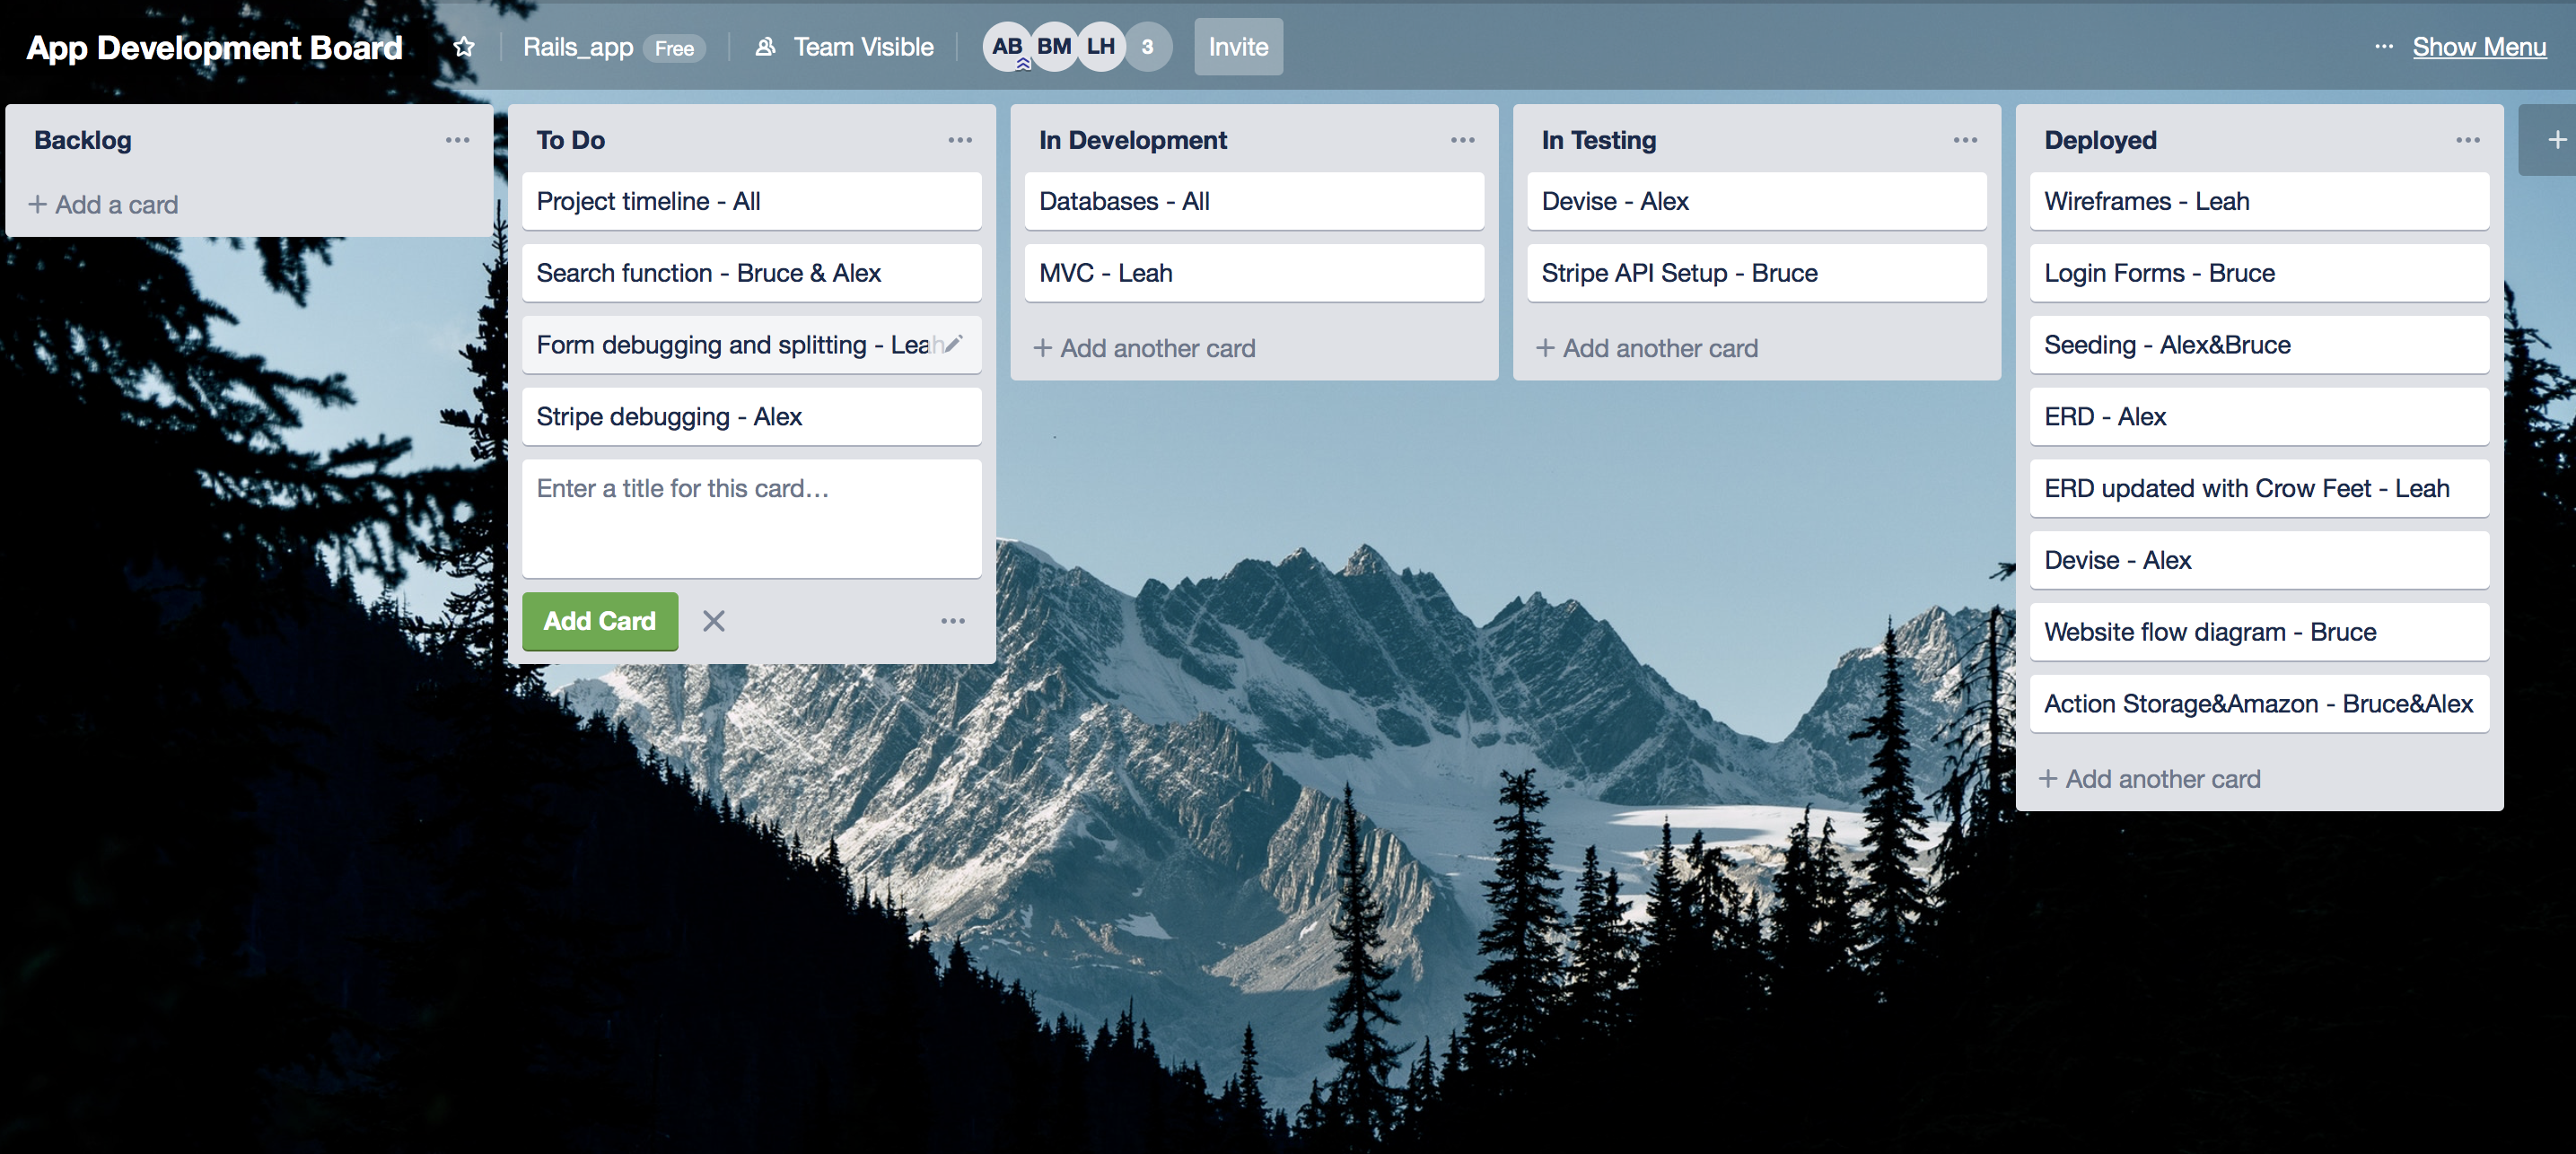 App Development Board
Rails_app Free
Team Visible
AB BM LH 3
Invite
... Show Menu
Backlog
+ Add a card
To Do
Project timeline - All
Search function - Bruce & Alex
Form debugging and splitting - Leah
Stripe debugging - Alex
Enter a title for this card...
Add Card
In Development
Databases - All
MVC - Leah
+ Add another card
In Testing
Devise - Alex
Stripe API Setup - Bruce
+ Add another card
Deployed
Wireframes - Leah
Login Forms - Bruce
Seeding - Alex&Bruce
ERD - Alex
ERD updated with Crow Feet - Leah
Devise - Alex
Website flow diagram - Bruce
Action Storage&Amazon - Bruce&Alex
+ Add another card